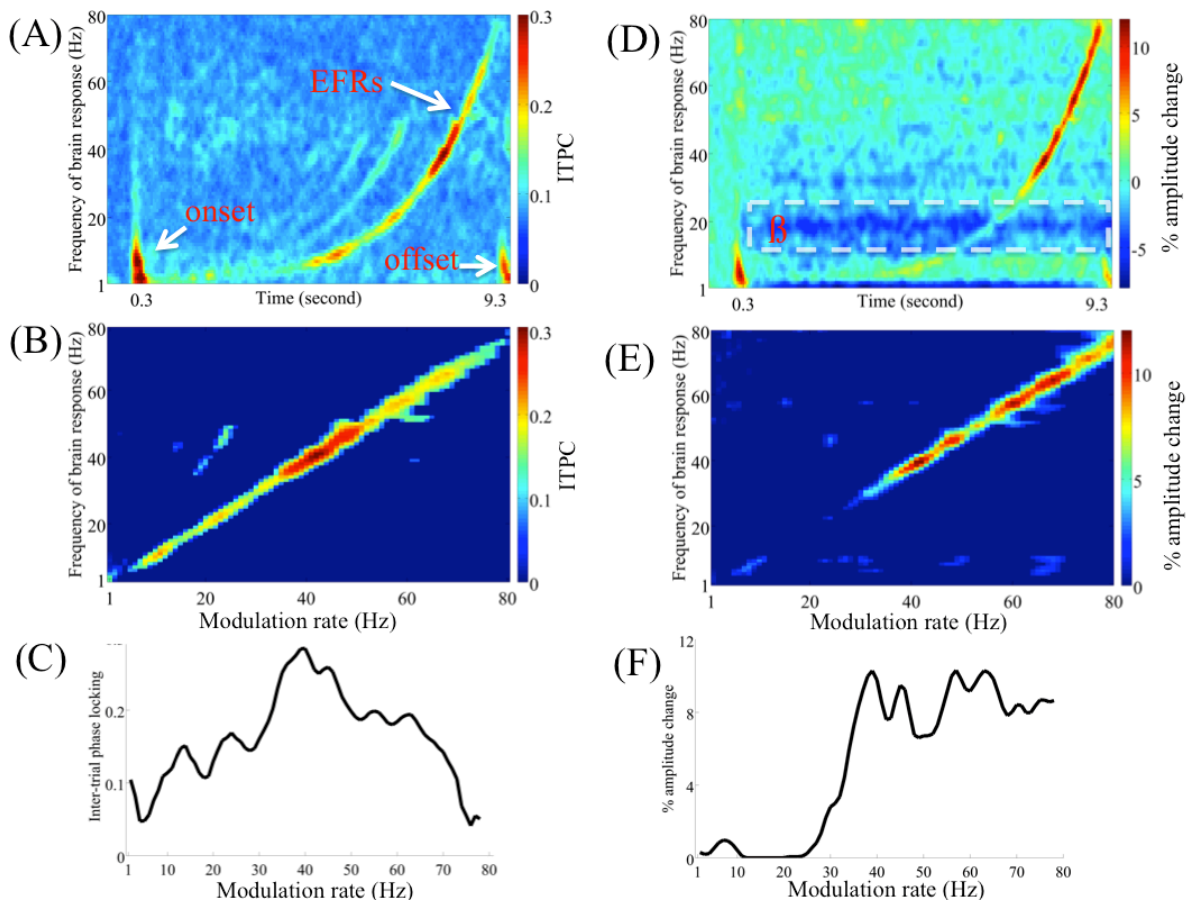 (A)
Frequency of brain response (Hz)
80
60
40
20
1
EFRs
onset
offset
0.3
Time (second)
9.3
0.3
0.2
0.1
0
ITPC
(D)
Frequency of brain response (Hz)
80
60
40
20
1
ß
0.3
Time (second)
9.3
10
5
0
-5
% amplitude change
(B)
Frequency of brain response (Hz)
80
60
40
20
1
1
20
40
60
80
Modulation rate (Hz)
0.3
0.2
0.1
0
ITPC
(E)
Frequency of brain response (Hz)
80
60
40
20
1
1
20
40
60
80
Modulation rate (Hz)
10
5
0
% amplitude change
(C)
Inter-trial phase locking
0.2
0.1
0
1
10
20
30
40
50
60
70
80
Modulation rate (Hz)
(F)
% amplitude change
12
8
4
0
1
10
20
30
40
50
60
70
80
Modulation rate (Hz)